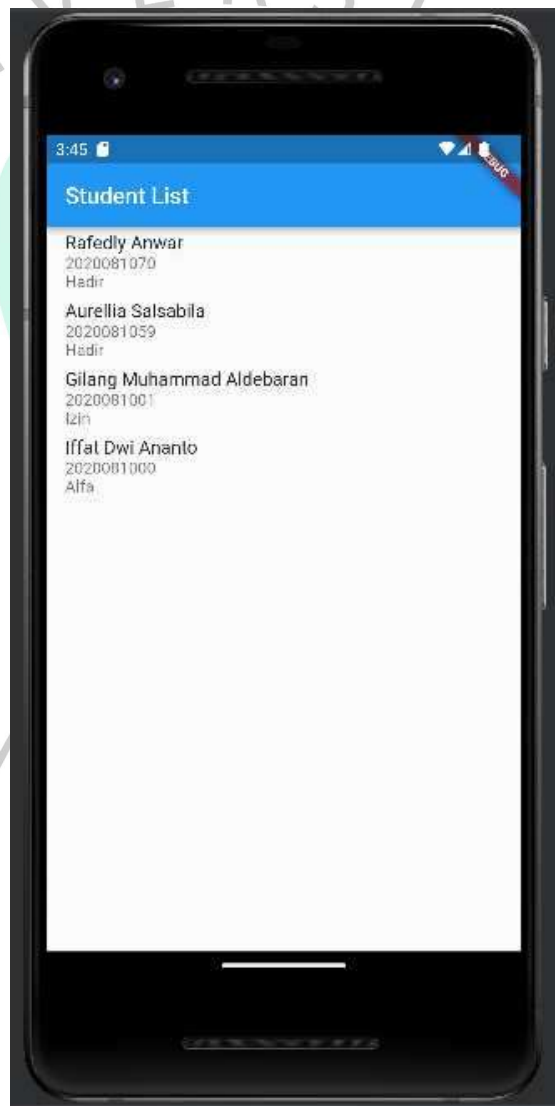 3:45
DEBUG
Student List
Rafedly Anwar
2020081070
Hadir
Aurellia Salsabila
2020081059
Hadir
Gilang Muhammad Aldebaran
2020081001
Izin
Iffat Dwi Ananto
2020081000
Alfa